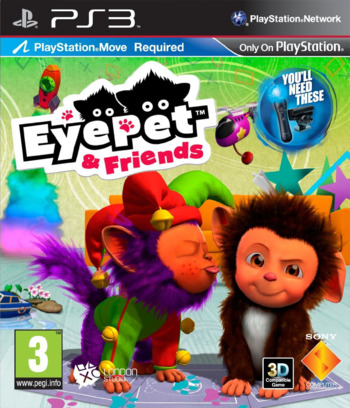 PS3
PlayStation®Network
PlayStation®Move Required
Only On PlayStation®
YOU'LL
NEED
THESE
EyePet™
& Friends
3
www.pegi.info
LONDON
STUDIO
3D
Compatible
Game
SONY